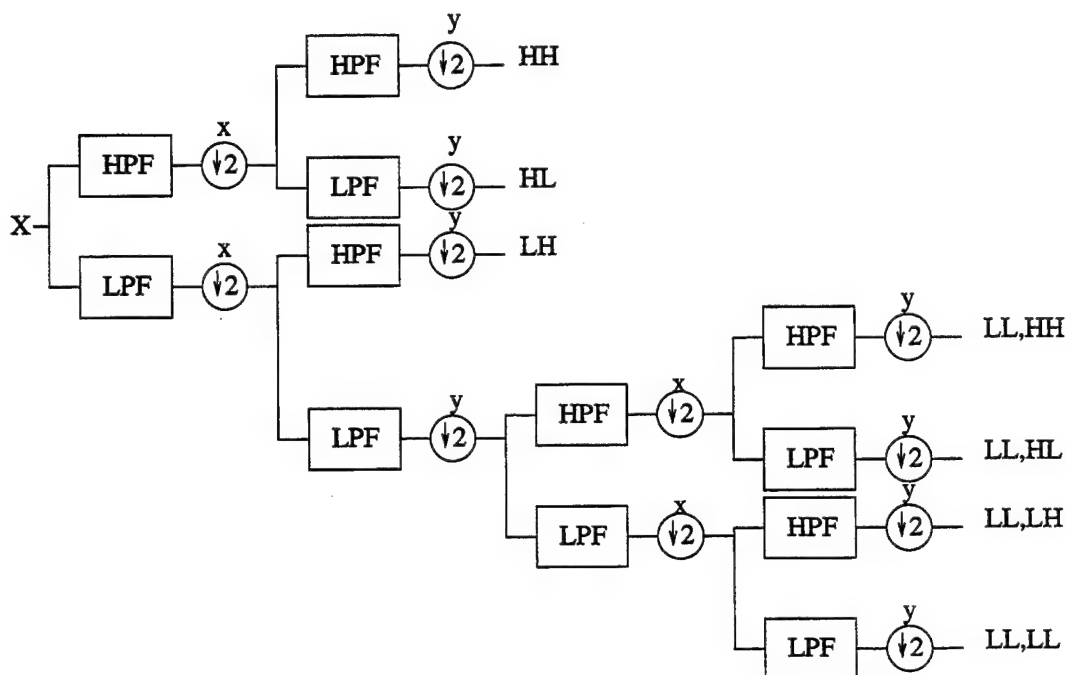 y
HPF ↓2 HH
x
HPF ↓2
y
LPF ↓2 HL
X
y
HPF ↓2 LH
x
LPF ↓2
y
HPF ↓2 LL,HH
x
HPF ↓2
y
LPF ↓2
y
LPF ↓2 LL,HL
y
HPF ↓2 LL,LH
x
LPF ↓2
y
LPF ↓2 LL,LL